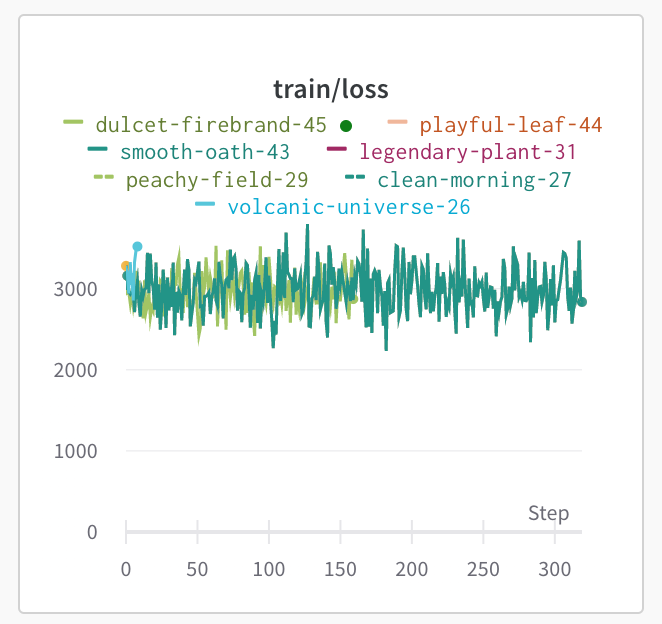 train/loss
dulcet-firebrand-45 playful-leaf-44
smooth-oath-43 legendary-plant-31
peachy-field-29 clean-morning-27
volcanic-universe-26
3000
2000
1000
Step
0
0 50 100 150 200 250 300